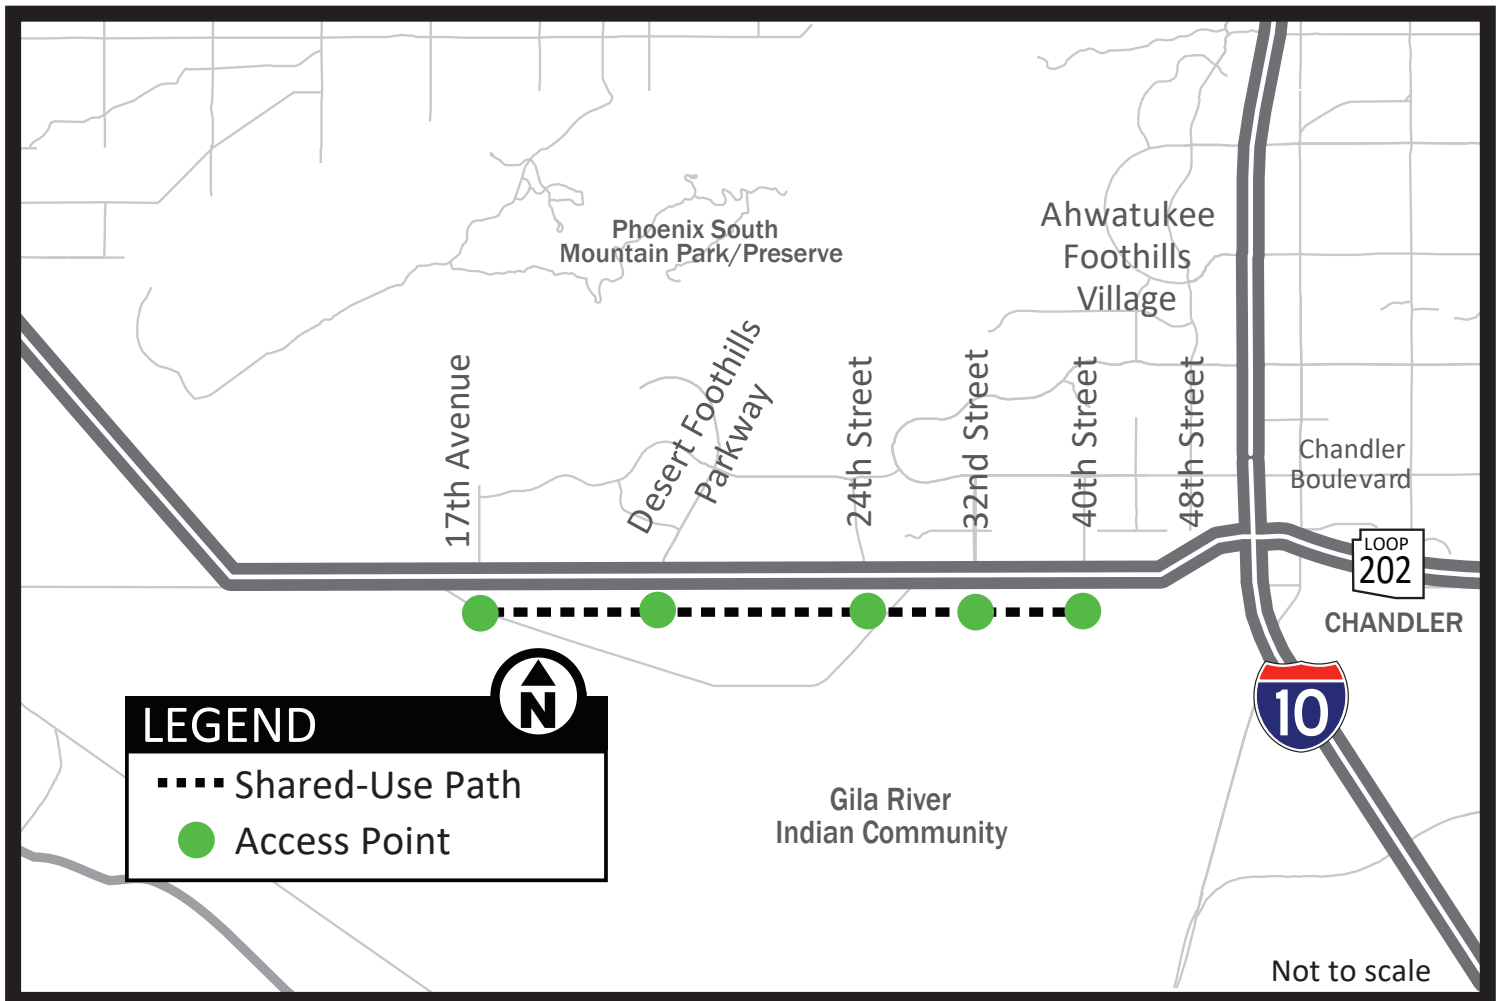 Phoenix South
Mountain Park/Preserve
Ahwatukee
Foothills
Village
17th Avenue
Desert Foothills
Parkway
24th Street
32nd Street
40th Street
48th Street
Chandler
Boulevard
LOOP
202
CHANDLER
10
N
LEGEND
Shared-Use Path
Access Point
Gila River
Indian Community
Not to scale